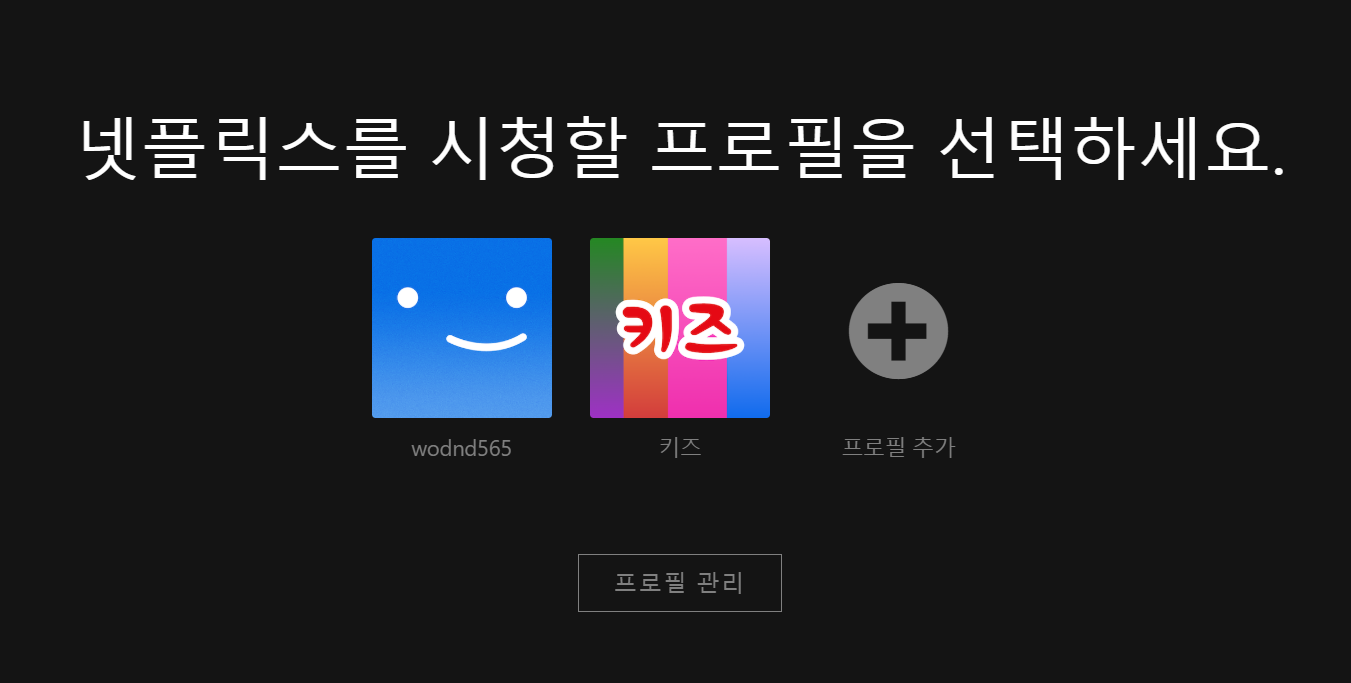 넷플릭스를 시청할 프로필을 선택하세요.
키즈
wodnd565
키즈
프로필 추가
프로필 관리